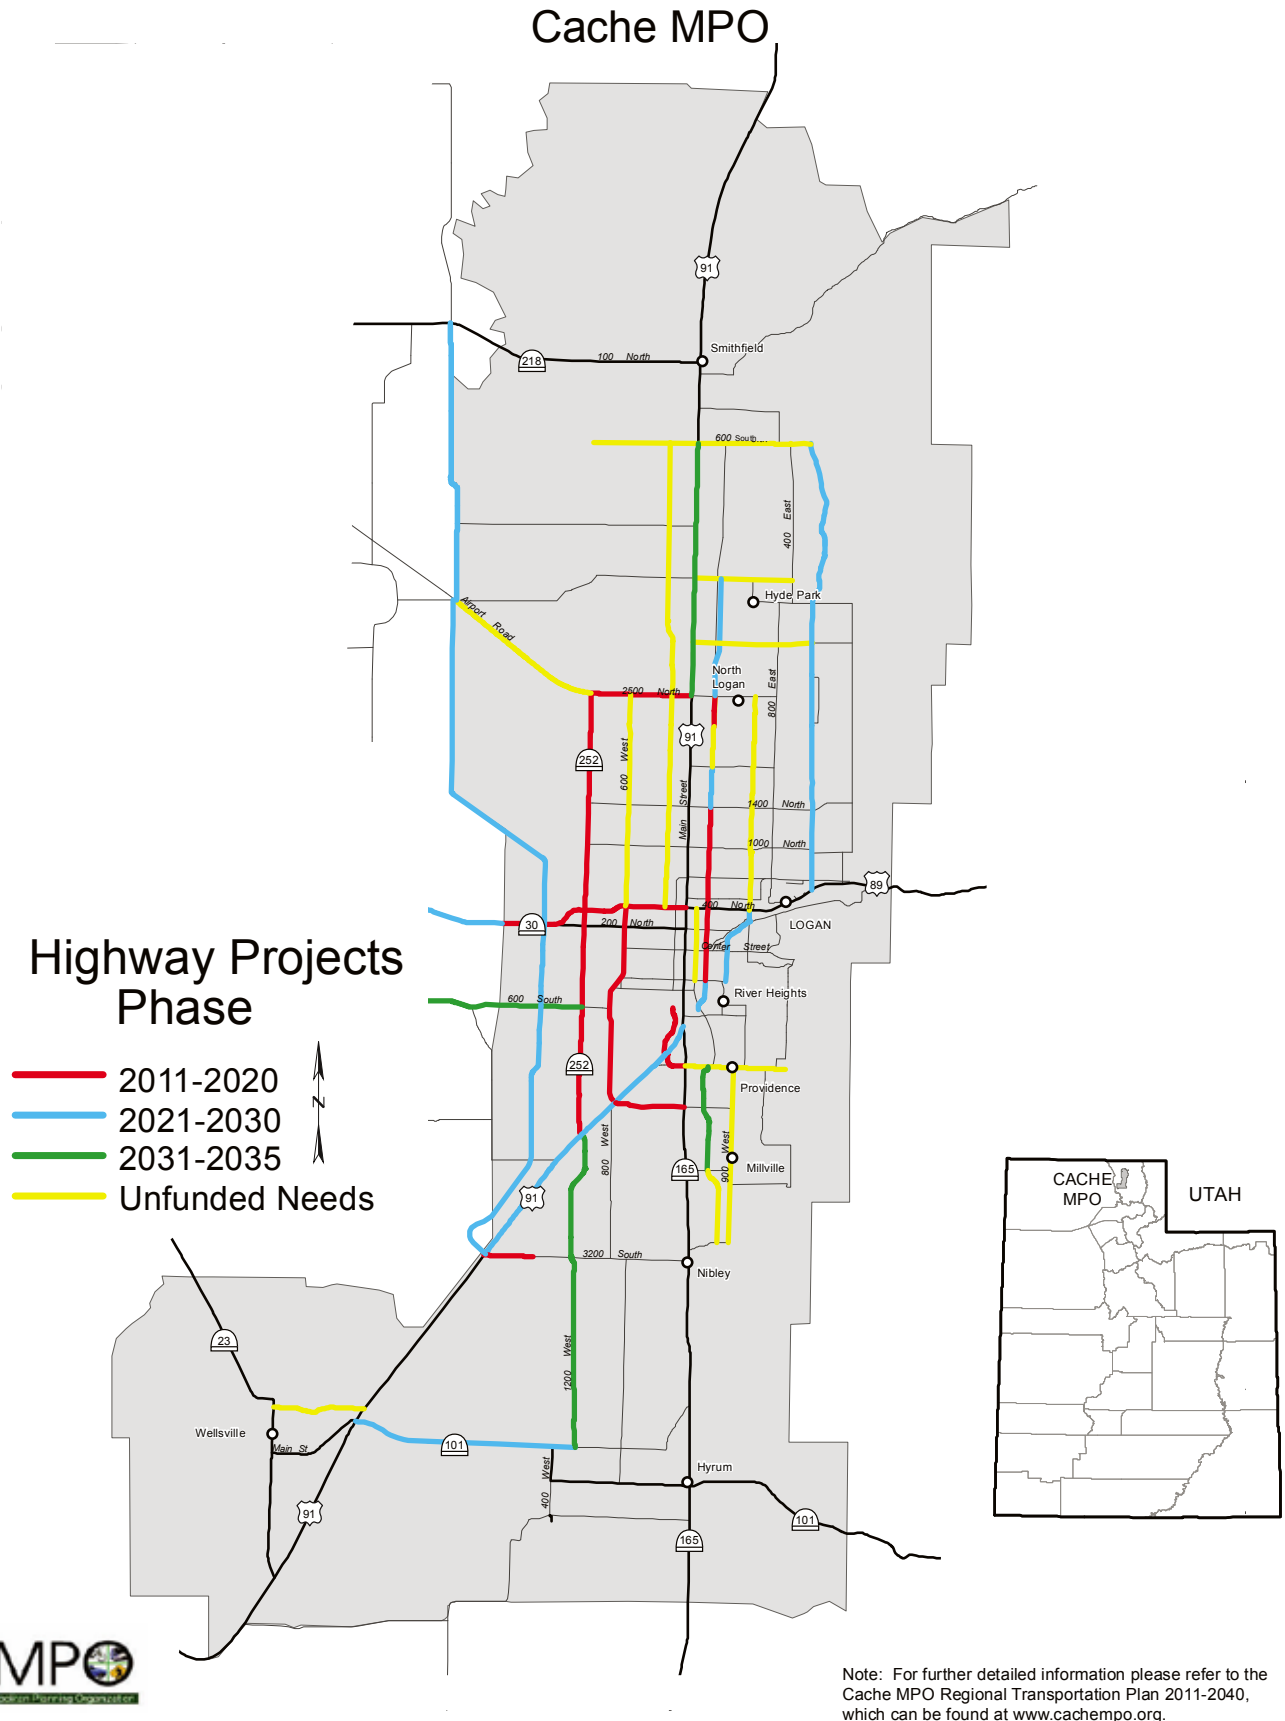 Cache MPO
91
Smithfield
218
100 North
600 South
400 East
Hyde Park
Airport Road
North
Logan
2500 North
800 East
91
252
600 West
Main Street
1400 North
1000 North
89
400 North
30
200 North
LOGAN
Center Street
Highway Projects
Phase
River Heights
600 South
2011-2020
2021-2030
2031-2035
Unfunded Needs
N
252
Providence
800 West
900 West
165
Millville
91
3200 South
Nibley
CACHE
MPO
UTAH
23
1200 West
Wellsville
Main St
101
400 West
Hyrum
91
165
101
MPO
Note: For further detailed information please refer to the
Cache MPO Regional Transportation Plan 2011-2040,
which can be found at www.cachempo.org.